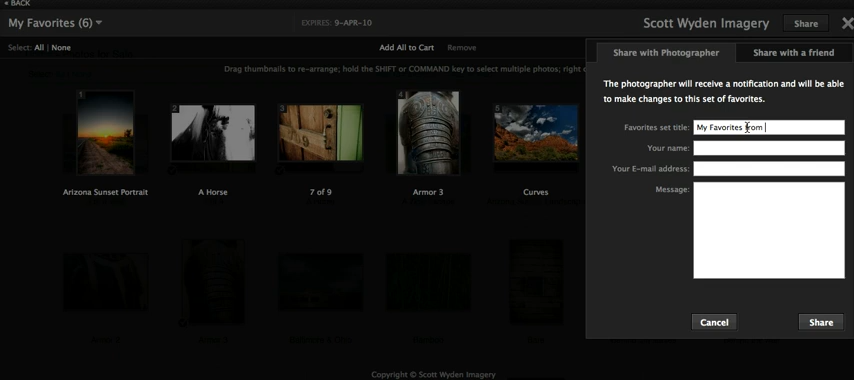 « BACK
My Favorites (6)
EXPIRES: 9-APR-10
Scott Wyden Imagery
Share
Select: All | None
Add All to Cart
Remove
Drag thumbnails to re-arrange; hold the SHIFT or COMMAND key to select multiple photos; right c
1
2
3
4
5
Arizona Sunset Portrait
A Horse
7 of 9
Armor 3
Curves
Share with Photographer
Share with a friend
The photographer will receive a notification and will be able
to make changes to this set of favorites.
Favorites set title:
My Favorites from
Your name:
Your E-mail address:
Message:
Cancel
Share
Copyright © Scott Wyden Imagery